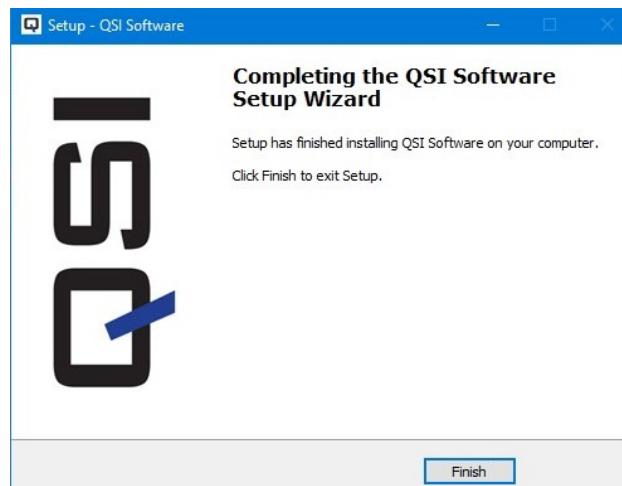 Setup - QSI Software
Completing the QSI Software
Setup Wizard
Setup has finished installing QSI Software on your computer.
Click Finish to exit Setup.
QSI
Finish